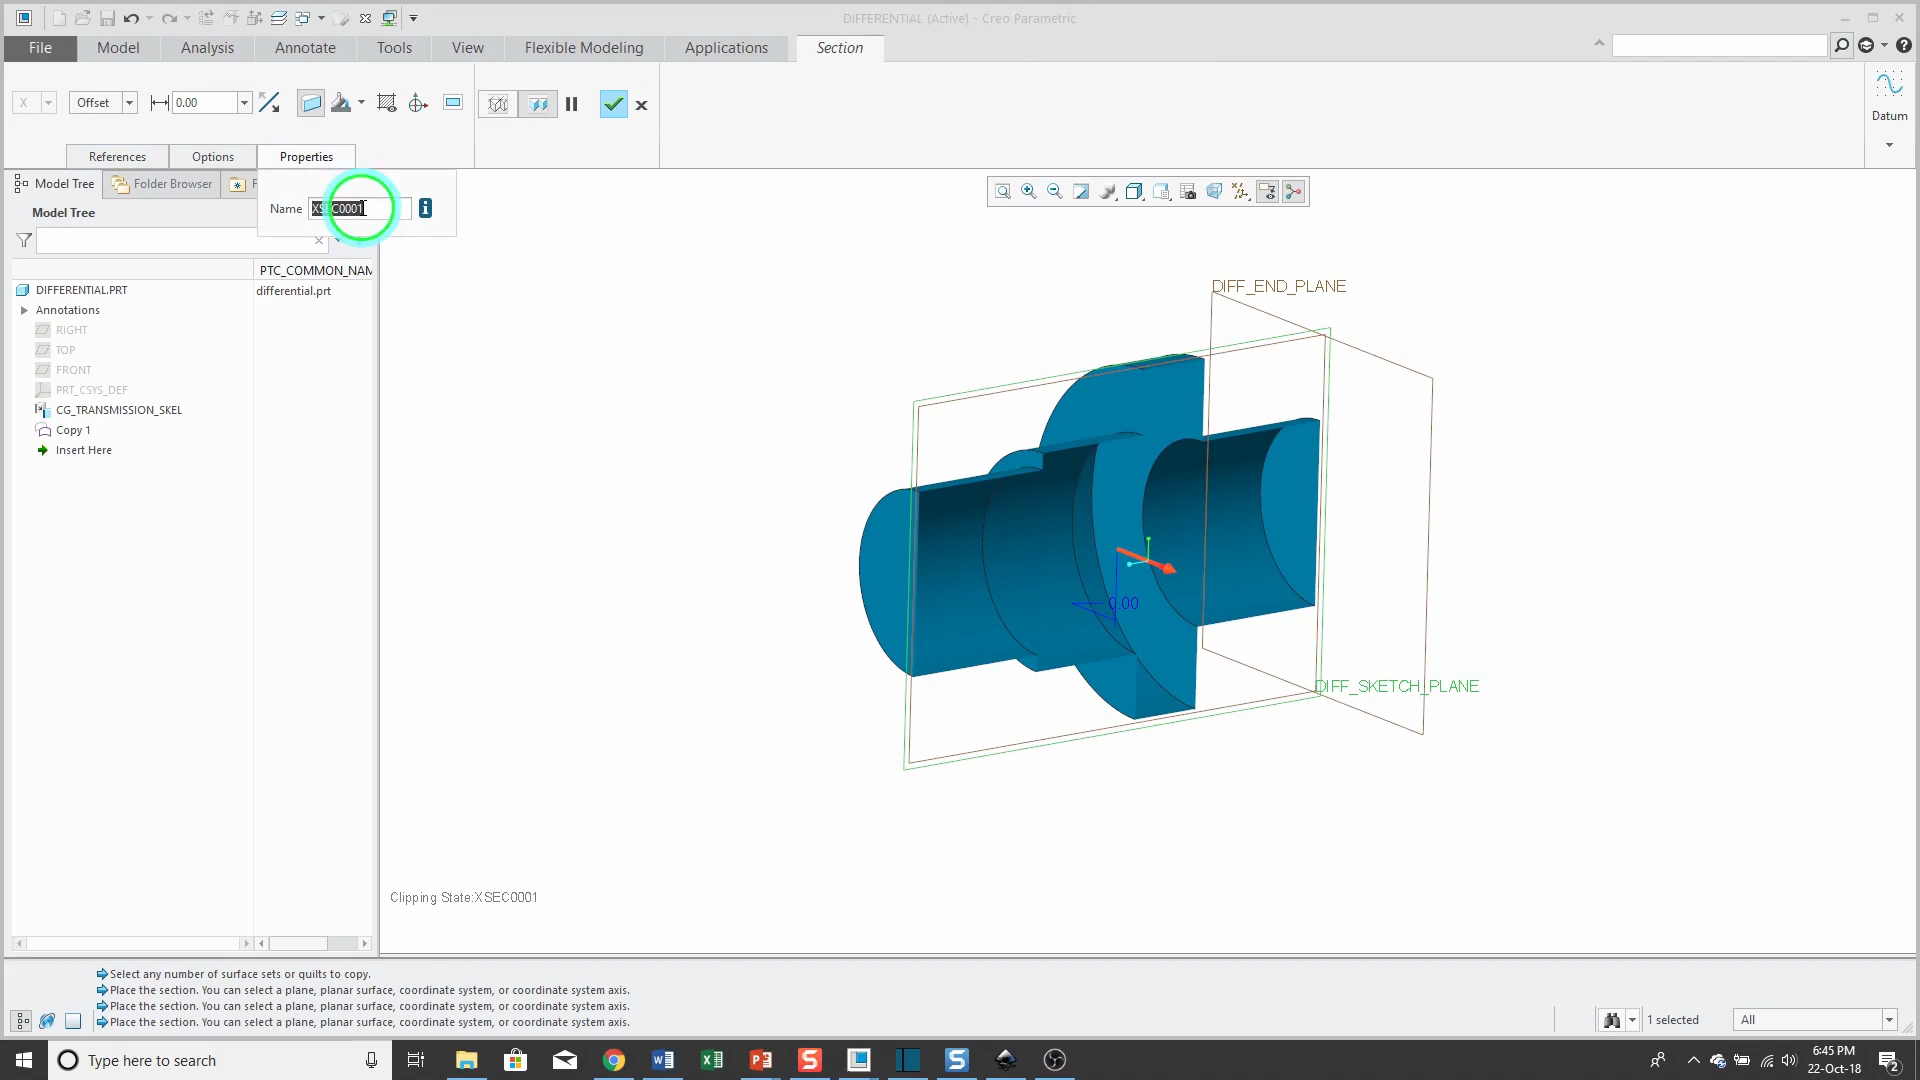 DIFFERENTIAL (Active) - Creo Parametric
File
Model
Analysis
Annotate
Tools
View
Flexible Modeling
Applications
Section
X
Offset
0.00
Datum
References
Options
Properties
Model Tree
Folder Browser
F
Name
XSEC0001
Model Tree
PTC_COMMON_NAM
DIFFERENTIAL.PRT
differential.prt
Annotations
RIGHT
TOP
FRONT
PRT_CSYS_DEF
CG_TRANSMISSION_SKEL
Copy 1
Insert Here
DIFF_END_PLANE
0.00
DIFF_SKETCH_PLANE
Clipping State:XSEC0001
Select any number of surface sets or quilts to copy.
Place the section. You can select a plane, planar surface, coordinate system, or coordinate system axis.
Place the section. You can select a plane, planar surface, coordinate system, or coordinate system axis.
Place the section. You can select a plane, planar surface, coordinate system, or coordinate system axis.
1 selected
All
Type here to search
6:45 PM
22-Oct-18
2